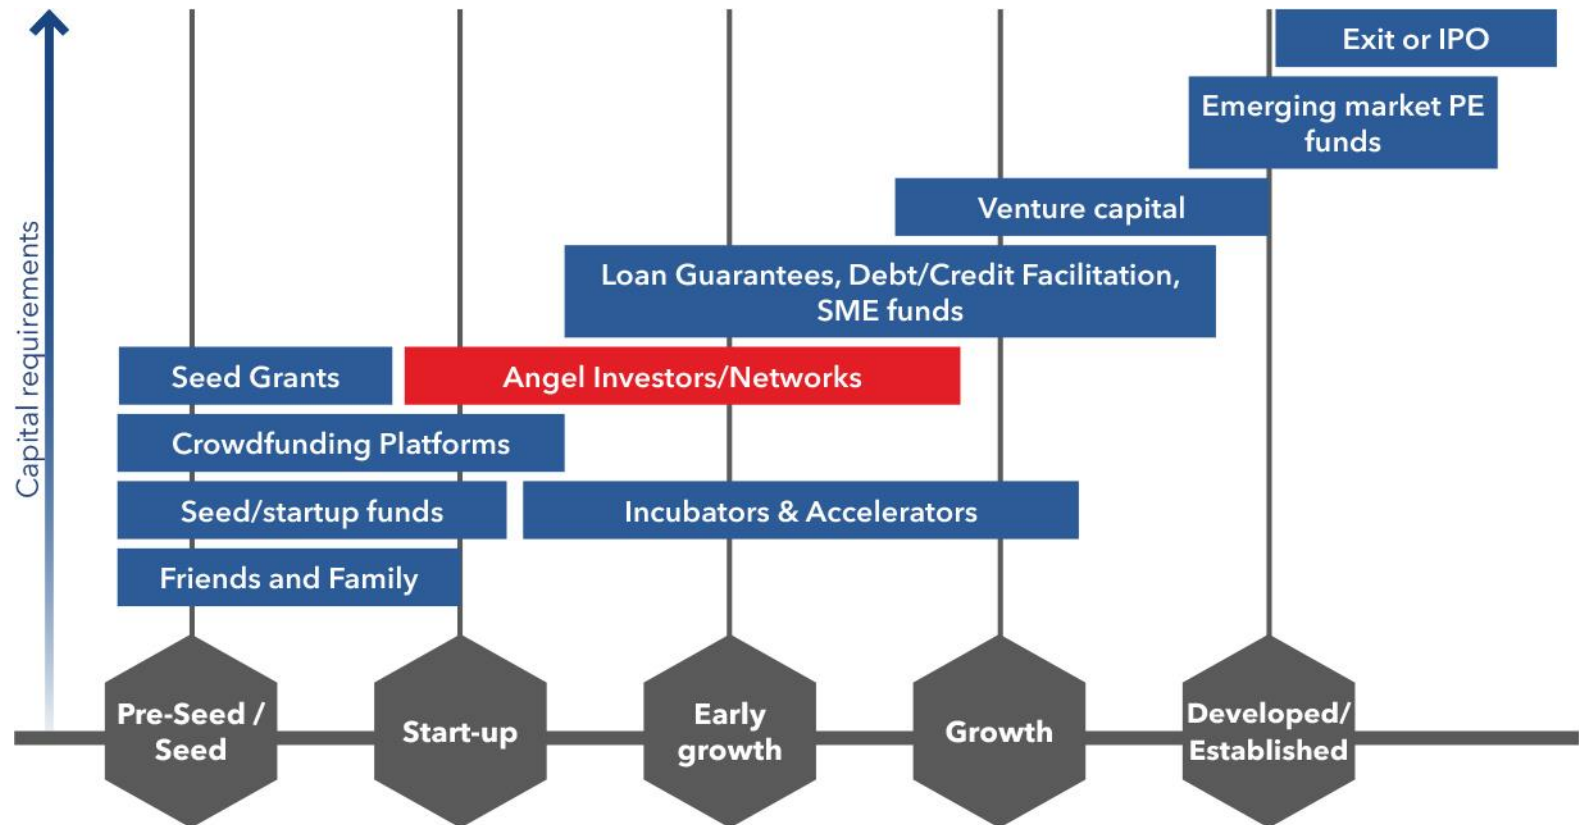 Exit or IPO
Emerging market PE
funds
Venture capital
Loan Guarantees, Debt/Credit Facilitation,
SME funds
Seed Grants
Angel Investors/Networks
Crowdfunding Platforms
Seed/startup funds
Incubators & Accelerators
Friends and Family
Capital requirements
Pre-Seed /
Seed
Start-up
Early
growth
Growth
Developed/
Established